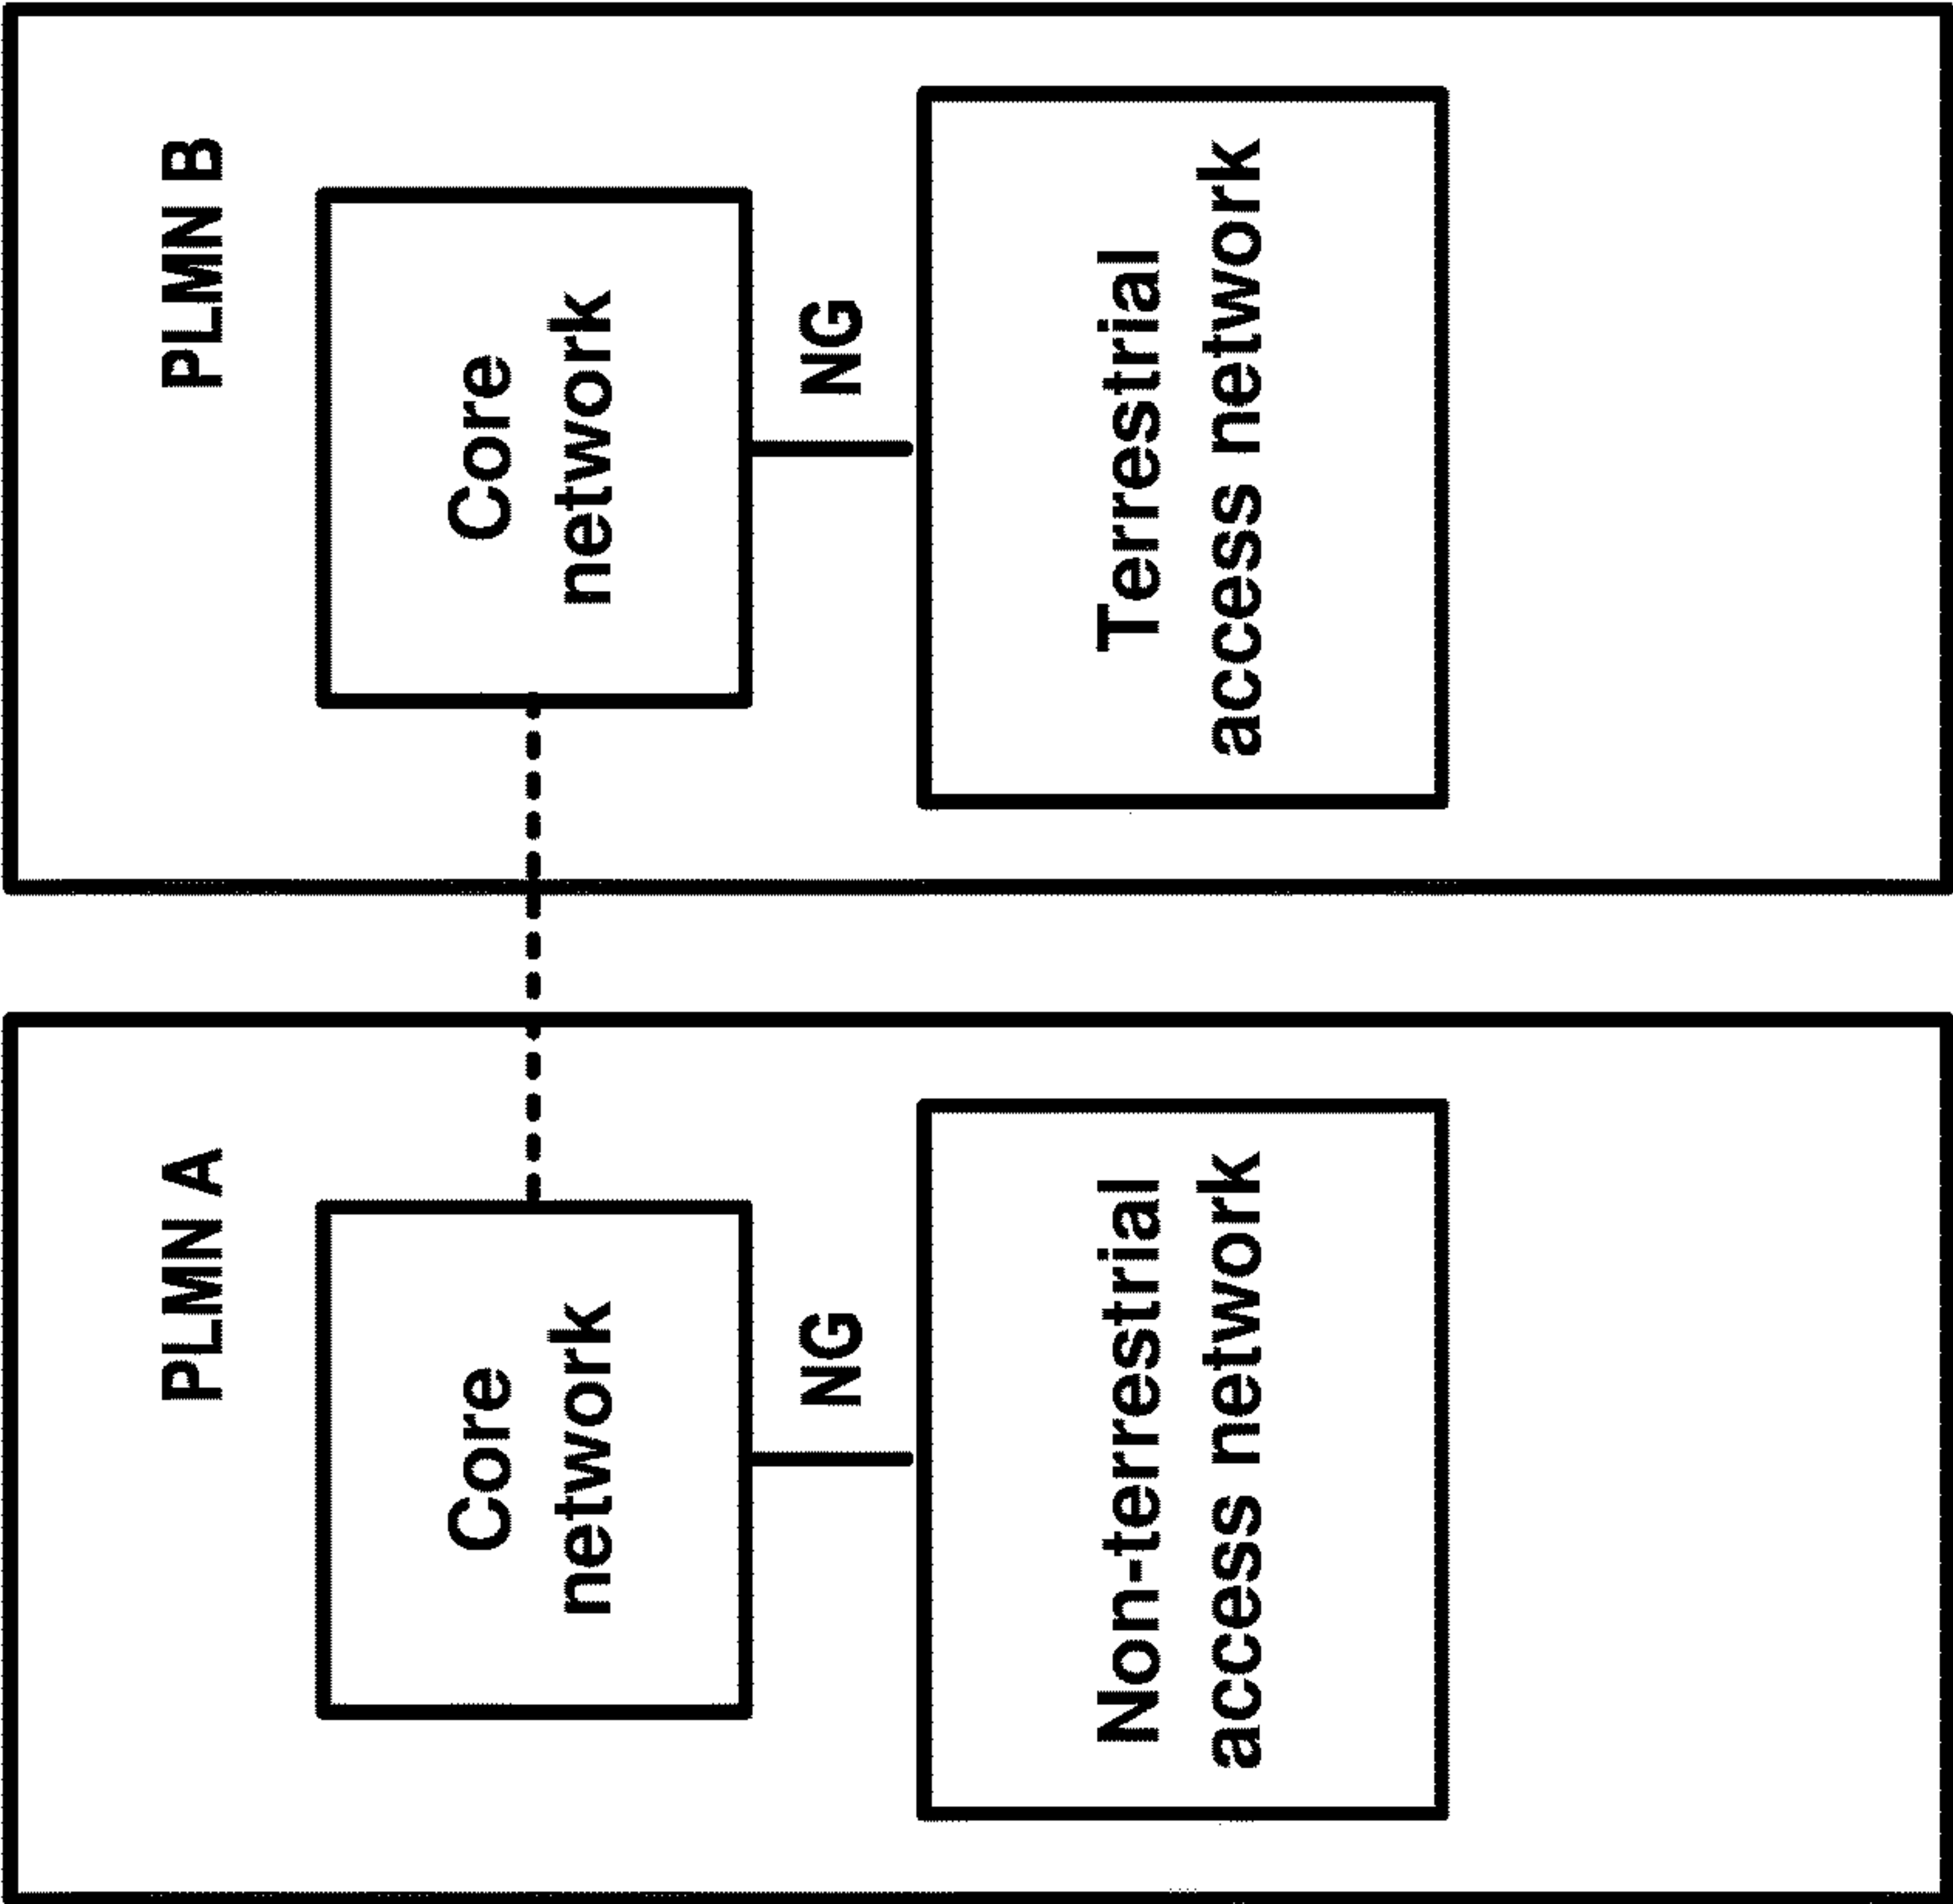 PLMN A
Core
network
NG
Non-terrestrial
access network
PLMN B
Core
network
NG
Terrestrial
access network